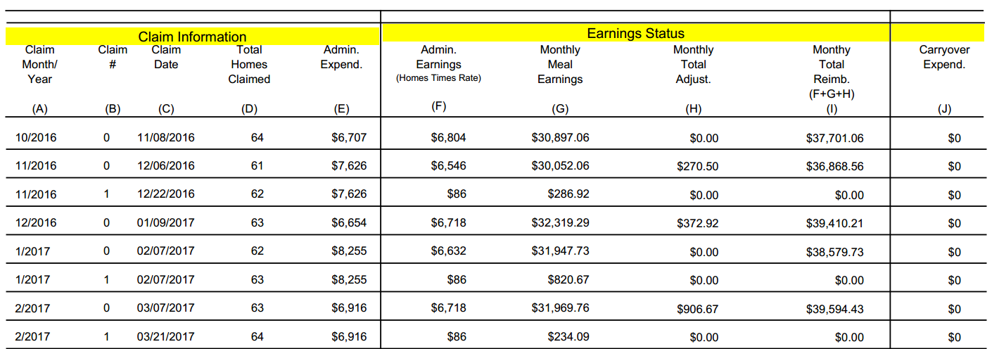 Claim Information Earnings Status
Claim Claim Claim Total Admin. Admin. Monthly Monthly Monthy Carryover
Month/ # Date Homes Expend. Earnings Meal Total Total Expend.
Year Claimed (Homes Times Rate) Earnings Adjust. Reimb.
(F+G+H)
(A) (B) (C) (D) (E) (F) (G) (H) (I) (J)
10/2016 0 11/08/2016 64 $6,707 $6,804 $30,897.06 $0.00 $37,701.06 $0
11/2016 0 12/06/2016 61 $7,626 $6,546 $30,052.06 $270.50 $36,868.56 $0
11/2016 1 12/22/2016 62 $7,626 $86 $286.92 $0.00 $0.00 $0
12/2016 0 01/09/2017 63 $6,654 $6,718 $32,319.29 $372.92 $39,410.21 $0
1/2017 0 02/07/2017 62 $8,255 $6,632 $31,947.73 $0.00 $38,579.73 $0
1/2017 1 02/07/2017 63 $8,255 $86 $820.67 $0.00 $0.00 $0
2/2017 0 03/07/2017 63 $6,916 $6,718 $31,969.76 $906.67 $39,594.43 $0
2/2017 1 03/21/2017 64 $6,916 $86 $234.09 $0.00 $0.00 $0